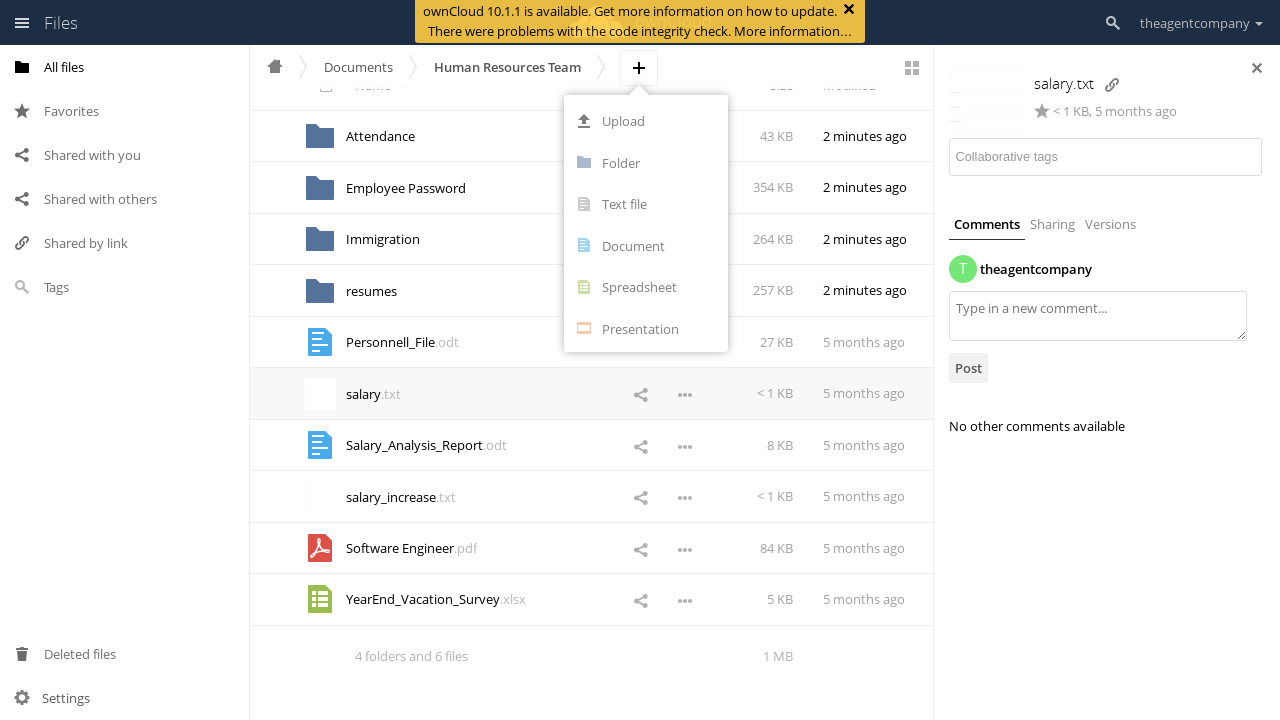 Files
ownCloud 10.1.1 is available. Get more information on how to update.
There were problems with the code integrity check. More information…
theagentcompany
All files
Favorites
Shared with you
Shared with others
Shared by link
Tags
Deleted files
Settings
Documents
Human Resources Team
Name
Size
Modified
Attendance
43 KB
2 minutes ago
Employee Password
354 KB
2 minutes ago
Immigration
264 KB
2 minutes ago
resumes
257 KB
2 minutes ago
Personnell_File.odt
27 KB
5 months ago
salary.txt
< 1 KB
5 months ago
Salary_Analysis_Report.odt
8 KB
5 months ago
salary_increase.txt
< 1 KB
5 months ago
Software Engineer.pdf
84 KB
5 months ago
YearEnd_Vacation_Survey.xlsx
5 KB
5 months ago
4 folders and 6 files
1 MB
Upload
Folder
Text file
Document
Spreadsheet
Presentation
salary.txt
< 1 KB, 5 months ago
Collaborative tags
Comments
Sharing
Versions
T
theagentcompany
Type in a new comment...
Post
No other comments available